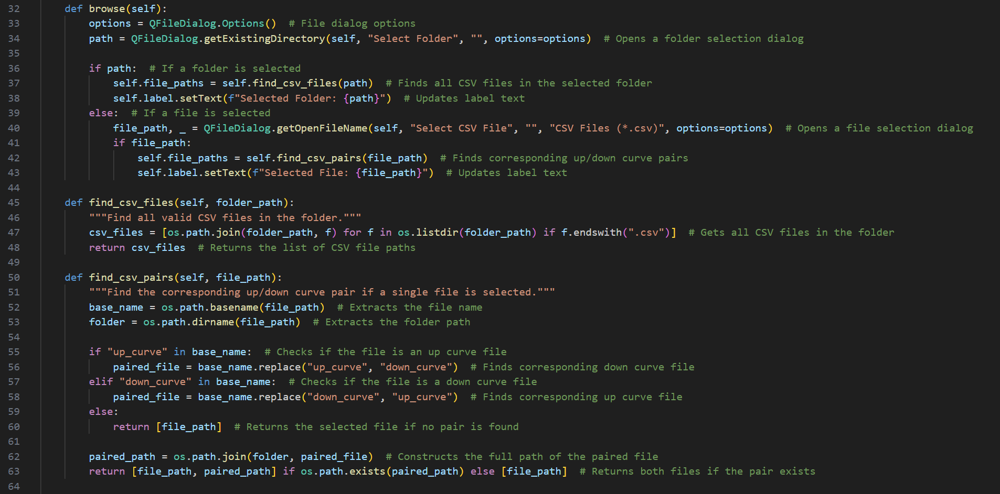 32 def browse(self):
33 options = QFileDialog.Options()  # File dialog options
34 path = QFileDialog.getExistingDirectory(self, "Select Folder", "", options=options)  # Opens a folder selection dialog
35
36 if path:  # If a folder is selected
37 self.file_paths = self.find_csv_files(path)  # Finds all CSV files in the selected folder
38 self.label.setText(f"Selected Folder: {path}")  # Updates label text
39 else:  # If a file is selected
40 file_path, _ = QFileDialog.getOpenFileName(self, "Select CSV File", "", "CSV Files (*.csv)", options=options)  # Opens a file selection dialog
41 if file_path:
42 self.file_paths = self.find_csv_pairs(file_path)  # Finds corresponding up/down curve pairs
43 self.label.setText(f"Selected File: {file_path}")  # Updates label text
44
45 def find_csv_files(self, folder_path):
46 """Find all valid CSV files in the folder."""
47 csv_files = [os.path.join(folder_path, f) for f in os.listdir(folder_path) if f.endswith(".csv")]  # Gets all CSV files in the folder
48 return csv_files  # Returns the list of CSV file paths
49
50 def find_csv_pairs(self, file_path):
51 """Find the corresponding up/down curve pair if a single file is selected."""
52 base_name = os.path.basename(file_path)  # Extracts the file name
53 folder = os.path.dirname(file_path)  # Extracts the folder path
54
55 if "up_curve" in base_name:  # Checks if the file is an up curve file
56 paired_file = base_name.replace("up_curve", "down_curve")  # Finds corresponding down curve file
57 elif "down_curve" in base_name:  # Checks if the file is a down curve file
58 paired_file = base_name.replace("down_curve", "up_curve")  # Finds corresponding up curve file
59 else:
60 return [file_path]  # Returns the selected file if no pair is found
61
62 paired_path = os.path.join(folder, paired_file)  # Constructs the full path of the paired file
63 return [file_path, paired_path] if os.path.exists(paired_path) else [file_path]  # Returns both files if the pair exists
64